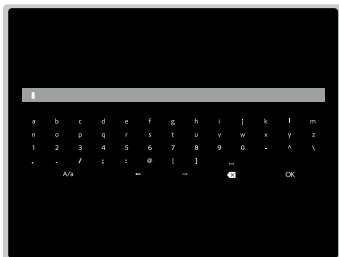 a b c d e f g h i j k l m
n o p q r s t u v w x y z
1 2 3 4 5 6 7 8 9 0 - ^ \
, . / ; : @ [ ] _
A/a ← → ⌫ OK